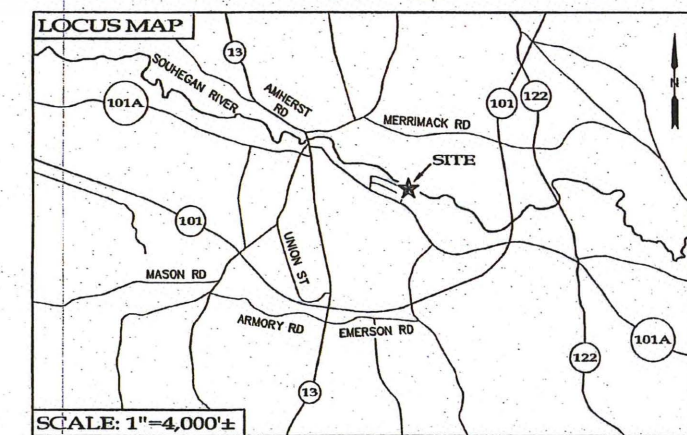 LOCUS MAP
13
SOUHEGAN RIVER
AMHERST
RD
101A
101
122
N
MERRIMACK RD
SITE
101
UNION ST
MASON RD
ARMORY RD
EMERSON RD
101A
122
13
SCALE: 1"=4,000'±